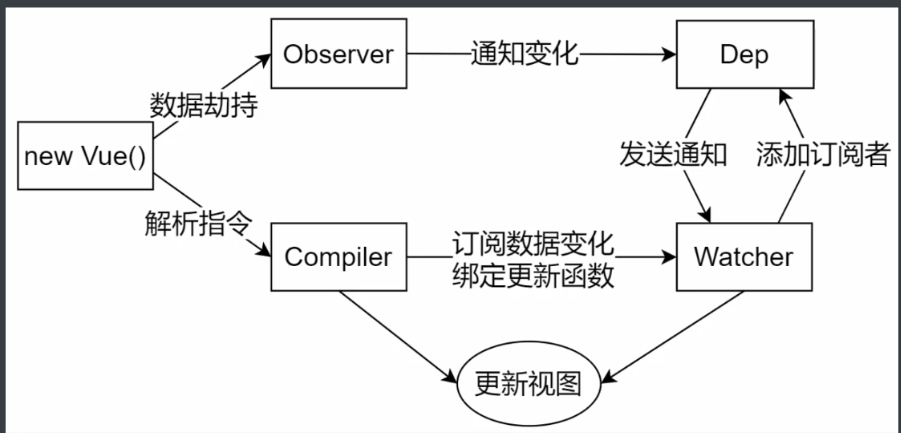 Observer
通知变化
Dep
数据劫持
new Vue()
发送通知
添加订阅者
解析指令
Compiler
订阅数据变化
绑定更新函数
Watcher
更新视图